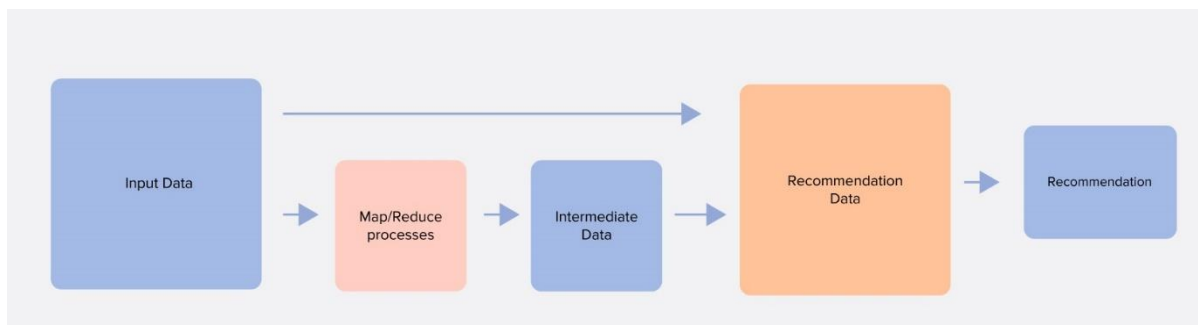 Input Data
Map/Reduce
processes
Intermediate
Data
Recommendation
Data
Recommendation